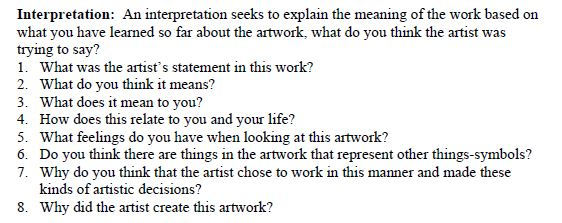 Interpretation: An interpretation seeks to explain the meaning of the work based on
what you have learned so far about the artwork, what do you think the artist was
trying to say?
1. What was the artist's statement in this work?
2. What do you think it means?
3. What does it mean to you?
4. How does this relate to you and your life?
5. What feelings do you have when looking at this artwork?
6. Do you think there are things in the artwork that represent other things-symbols?
7. Why do you think that the artist chose to work in this manner and made these
kinds of artistic decisions?
8. Why did the artist create this artwork?